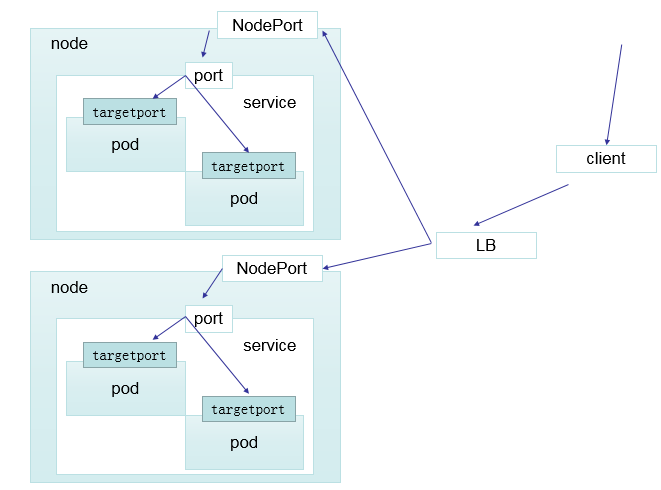 NodePort
node
port
service
targetport
pod
targetport
pod
client
LB
NodePort
node
port
service
targetport
pod
targetport
pod